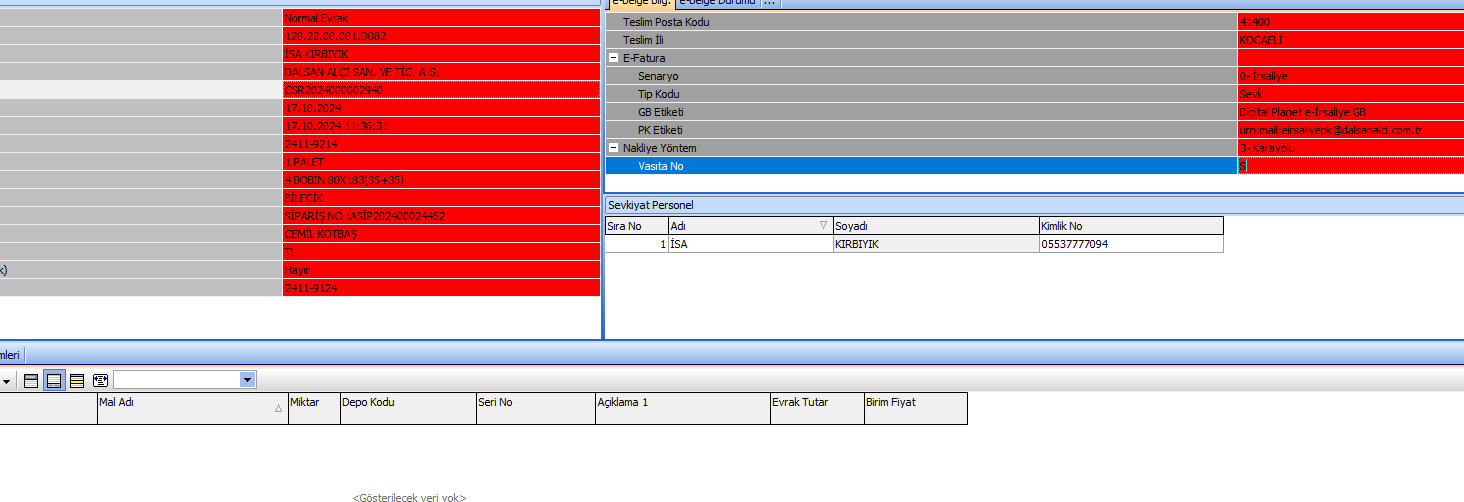 e-Belge Bilg. e-Belge Durumu ...
Normal Evrak
120.22.00.001.D082
İSA KIRBIYIK
DALSAN ALÇI SAN. VE TİC. A.Ş.
CSR2024000002940
17.10.2024
17.10.2024 11:36:31
2411-9214
1 PALET
4 BOBİN 80X183(35+35)
BİLECİK
SİPARİŞ NO :ASİP202400024452
CEMİL KOTBAŞ
TL
k) Hayır
2411-9124
Teslim Posta Kodu 41400
Teslim İli KOCAELİ
E-Fatura
Senaryo 0- İrsaliye
Tip Kodu Sevk
GB Etiketi Digital Planet e-İrsaliye GB
PK Etiketi urn:mail:eirsaliyepk@dalsanalci.com.tr
Nakliye Yöntem 3- Karayolu
Vasıta No S
Sevkiyat Personel
Sıra No Adı Soyadı Kimlik No
1 İSA KIRBIYIK 05537777094
mleri
Mal Adı Miktar Depo Kodu Seri No Açıklama 1 Evrak Tutar Birim Fiyat
<Gösterilecek veri yok>